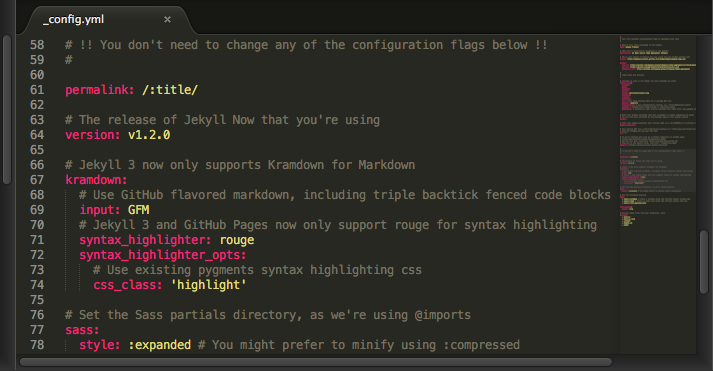 _config.yml ×
58 # !! You don't need to change any of the configuration flags below !!
59 #
60
61 permalink: /:title/
62
63 # The release of Jekyll Now that you're using
64 version: v1.2.0
65
66 # Jekyll 3 now only supports Kramdown for Markdown
67 kramdown:
68   # Use GitHub flavored markdown, including triple backtick fenced code blocks
69   input: GFM
70   # Jekyll 3 and GitHub Pages now only support rouge for syntax highlighting
71   syntax_highlighter: rouge
72   syntax_highlighter_opts:
73     # Use existing pygments syntax highlighting css
74     css_class: 'highlight'
75
76 # Set the Sass partials directory, as we're using @imports
77 sass:
78   style: :expanded # You might prefer to minify using :compressed